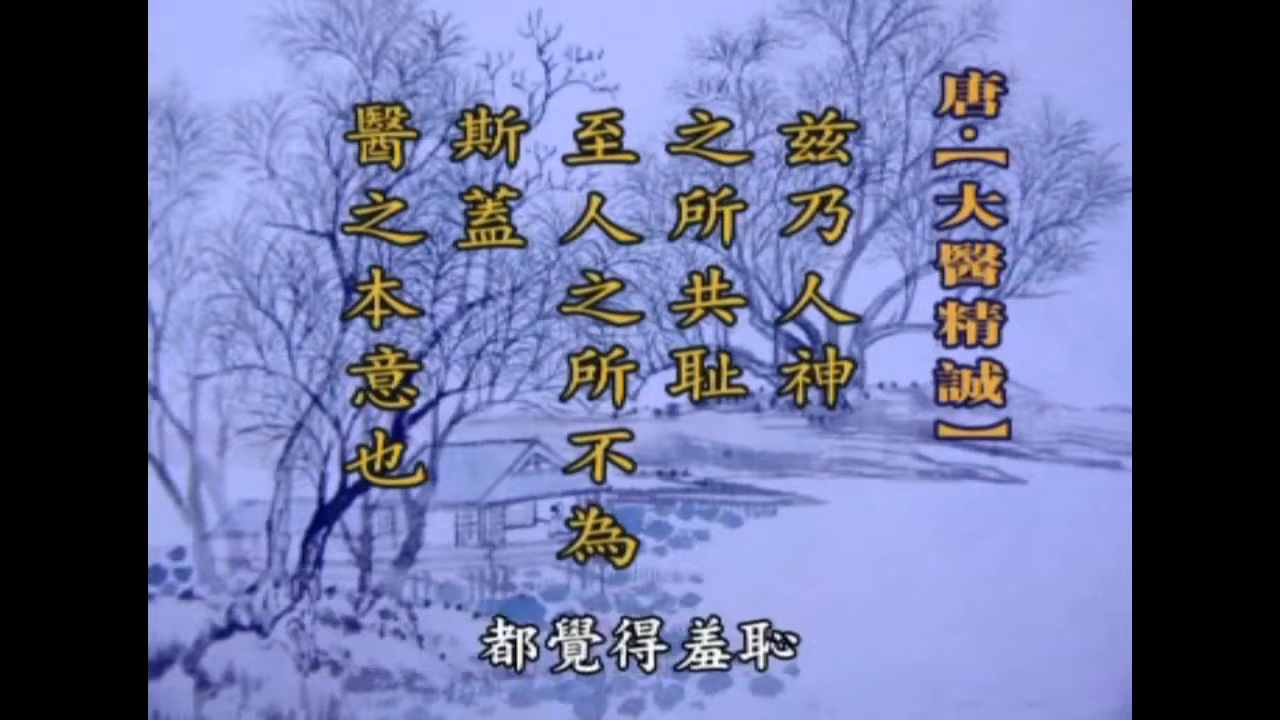 唐·【大醫精誠】
茲乃人神
之所共耻
至人之所不為
斯蓋
醫之本意也
都覺得羞恥